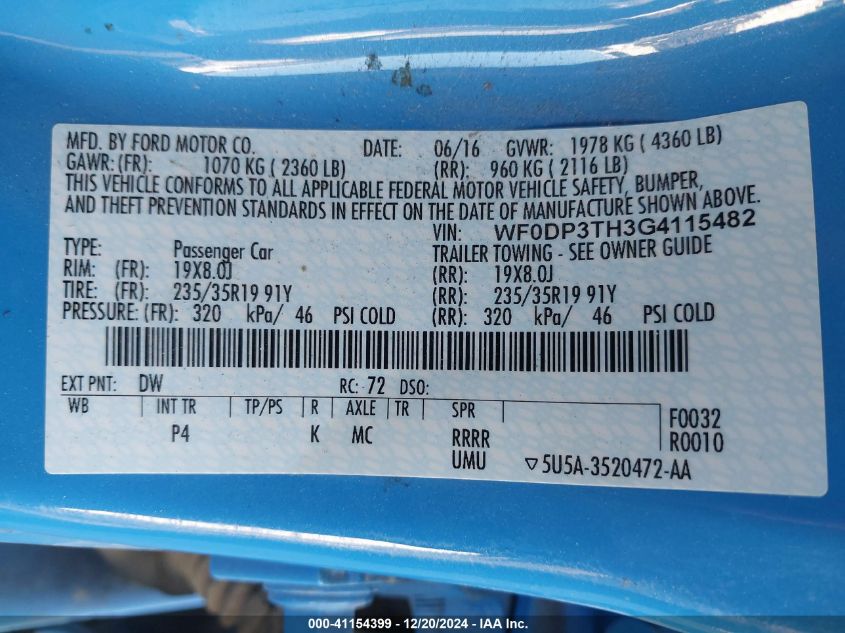 MFD. BY FORD MOTOR CO. DATE: 06/16 GVWR: 1978 KG ( 4360 LB)
GAWR: (FR): 1070 KG ( 2360 LB) (RR): 960 KG ( 2116 LB)
THIS VEHICLE CONFORMS TO ALL APPLICABLE FEDERAL MOTOR VEHICLE SAFETY, BUMPER,
AND THEFT PREVENTION STANDARDS IN EFFECT ON THE DATE OF MANUFACTURE SHOWN ABOVE.
VIN: WF0DP3TH3G4115482
TYPE: Passenger Car TRAILER TOWING - SEE OWNER GUIDE
RIM: (FR): 19X8.0J (RR): 19X8.0J
TIRE: (FR): 235/35R19 91Y (RR): 235/35R19 91Y
PRESSURE: (FR): 320 kPa/ 46 PSI COLD (RR): 320 kPa/ 46 PSI COLD
EXT PNT: DW RC: 72 DSO:
WB INT TR TP/PS R AXLE TR SPR F0032
P4 K MC RRRR R0010
UMU ▽5U5A-3520472-AA
000-41154399 - 12/20/2024 - IAA Inc.